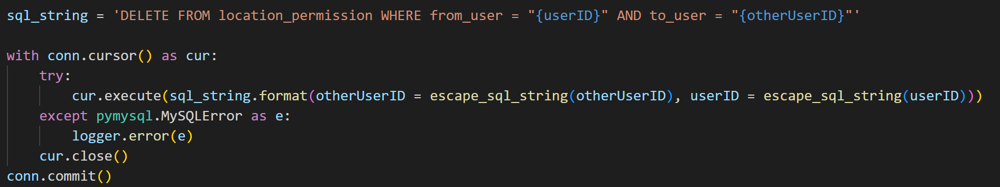 sql_string = 'DELETE FROM location_permission WHERE from_user = "{userID}" AND to_user = "{otherUserID}"'
with conn.cursor() as cur:
try:
cur.execute(sql_string.format(otherUserID = escape_sql_string(otherUserID), userID = escape_sql_string(userID)))
except pymysql.MySQLError as e:
logger.error(e)
cur.close()
conn.commit()